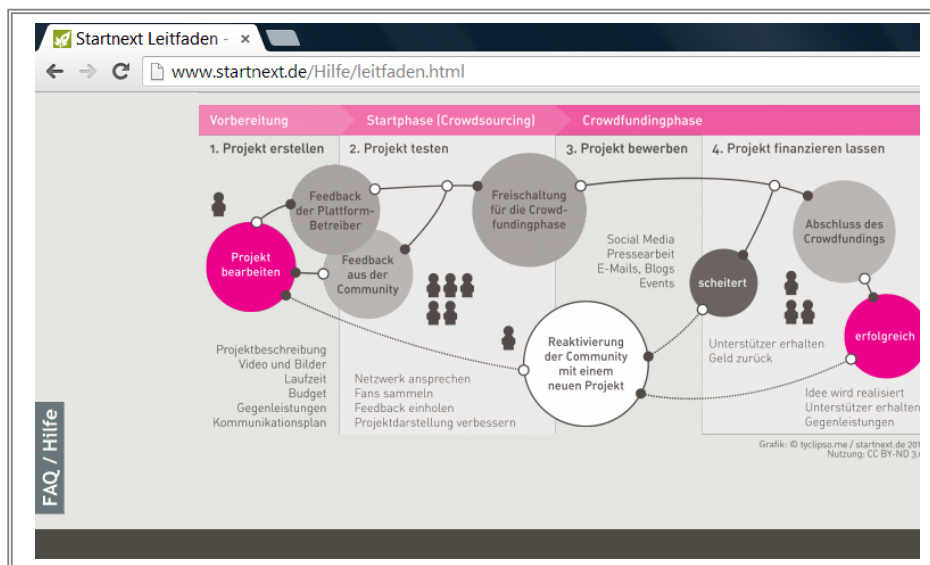 Startnext Leitfaden -
www.startnext.de/Hilfe/leitfaden.html
Vorbereitung
Startphase (Crowdsourcing)
Crowdfundingphase
1. Projekt erstellen
2. Projekt testen
3. Projekt bewerben
4. Projekt finanzieren lassen
Feedback
der Plattform-
Betreiber
Freischaltung
für die Crowd-
fundingphase
Abschluss des
Crowdfundings
Projekt
bearbeiten
Feedback
aus der
Community
Social Media
Pressearbeit
E-Mails, Blogs
Events
scheitert
erfolgreich
Reaktivierung
der Community
mit einem
neuen Projekt
Unterstützer erhalten
Geld zurück
Projektbeschreibung
Video und Bilder
Laufzeit
Budget
Gegenleistungen
Kommunikationsplan
Netzwerk ansprechen
Fans sammeln
Feedback einholen
Projektdarstellung verbessern
Idee wird realisiert
Unterstützer erhalten
Gegenleistungen
Grafik: © tyclipso.me / startnext.de
Nutzung: CC BY-ND
FAQ / Hilfe